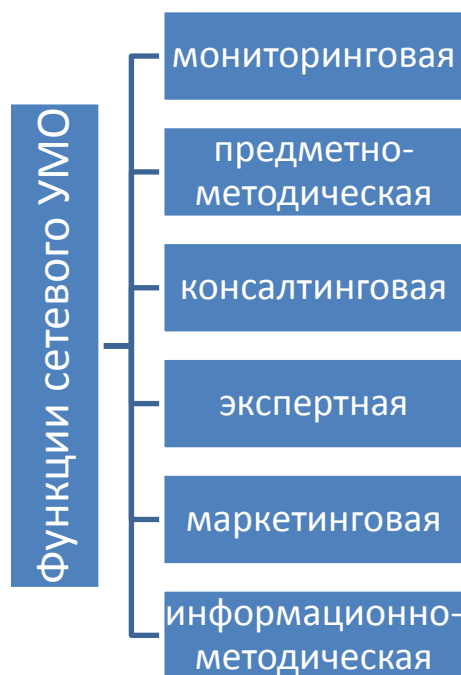 Функции сетевого УМО
мониторинговая
предметно-
методическая
консалтинговая
экспертная
маркетинговая
информационно-
методическая